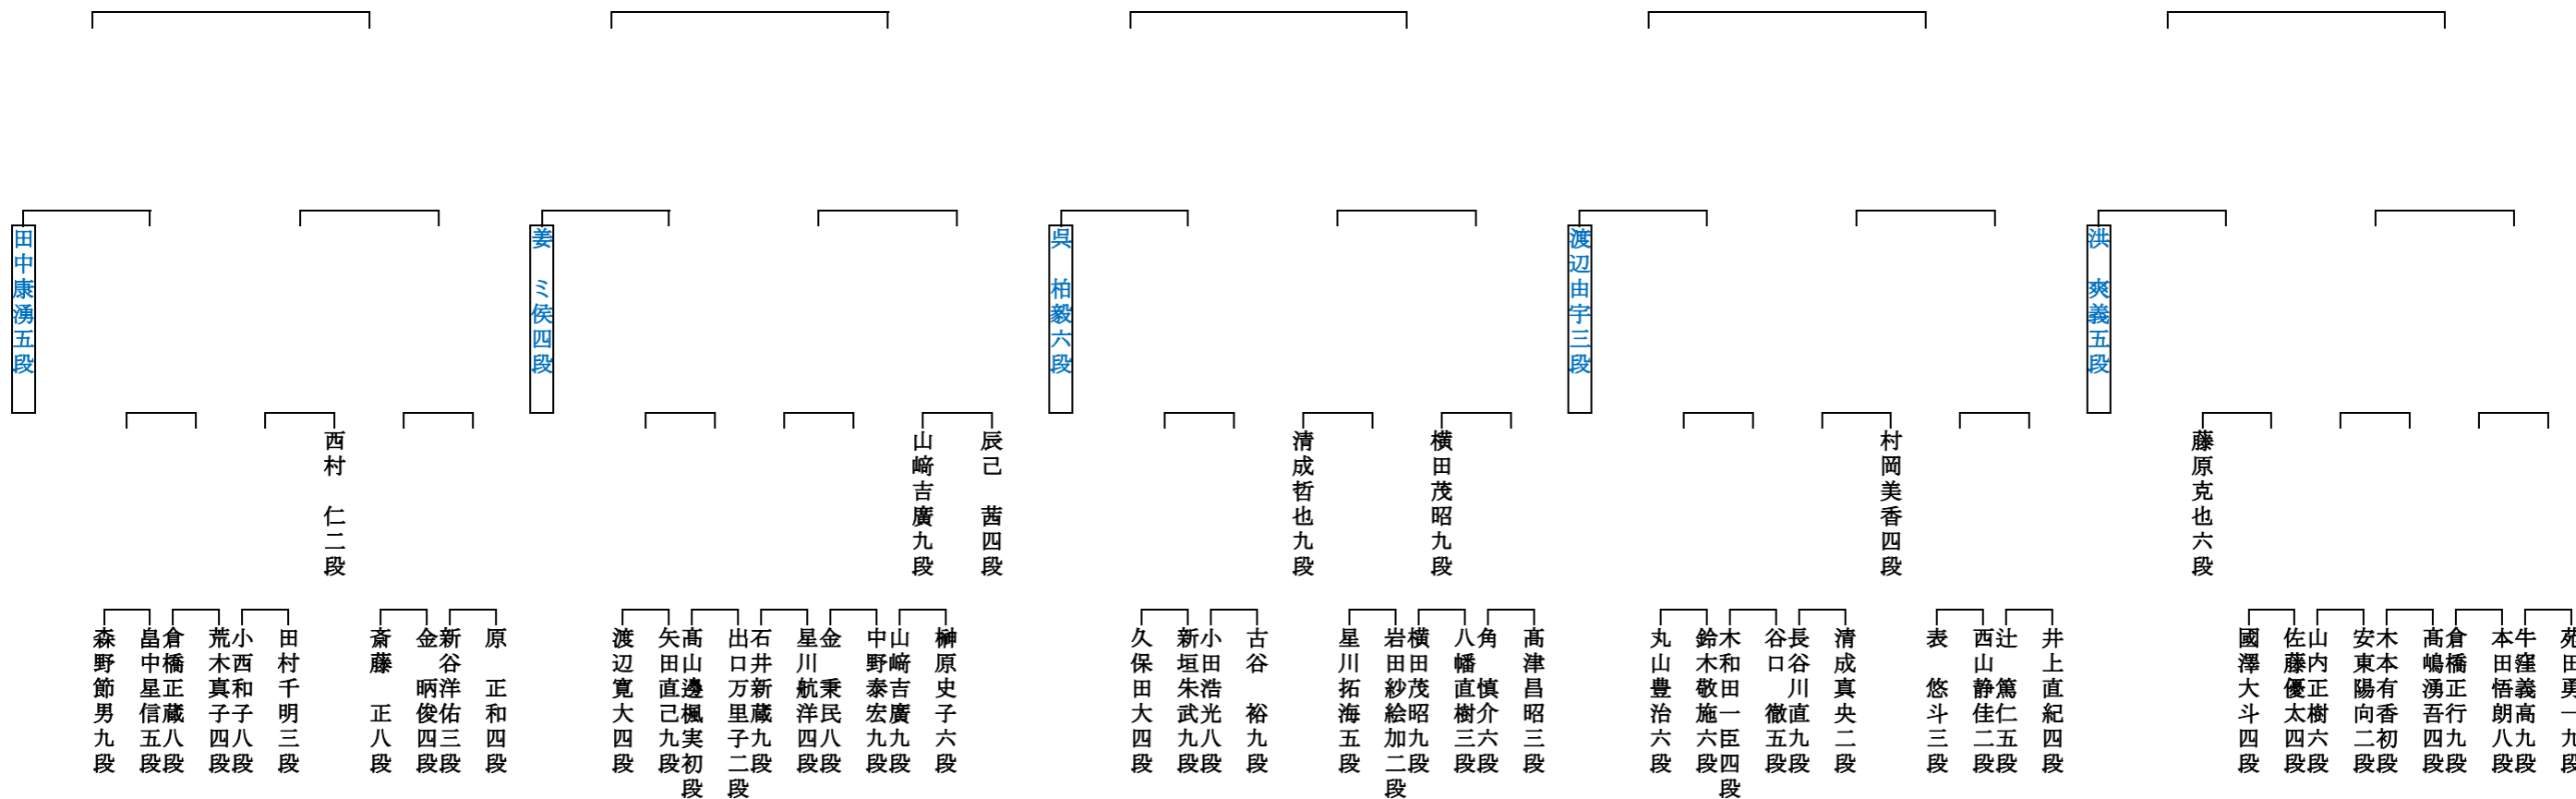 田中康湧五段
姜　ミ侯四段
呉　柏毅六段
渡辺由宇三段
洪　爽義五段
西村　仁二段
山﨑吉廣九段
辰己　茜四段
清成哲也九段
横田茂昭九段
村岡美香四段
藤原克也六段
森野節男九段
畠中星信五段
倉橋正蔵八段
荒木真子四段
小西和子八段
田村千明三段
斎藤　正八段
金　昞俊四段
新谷洋佑三段
原　正和四段
渡辺寛大四段
矢田直己九段
髙山邊楓実初段
出口万里子二段
石井新蔵九段
星川航洋四段
金　秉民八段
中野泰宏九段
山﨑吉廣九段
榊原史子六段
久保田大四段
新垣朱武九段
小田浩光八段
古谷　裕九段
星川拓海五段
岩田紗絵加二段
横田茂昭九段
八幡直樹三段
角　慎介六段
髙津昌昭三段
丸山豊治六段
鈴木敬施六段
木和田一臣四段
谷口　徹五段
長谷川直九段
清成真央二段
表　悠斗三段
西山静佳二段
辻　篤仁五段
井上直紀四段
國澤大斗四段
佐藤優太四段
山内正樹六段
安東陽向二段
木本有香初段
髙嶋湧吾四段
倉橋正行九段
本田悟朗八段
牛窪義高九段
苑田勇一九段